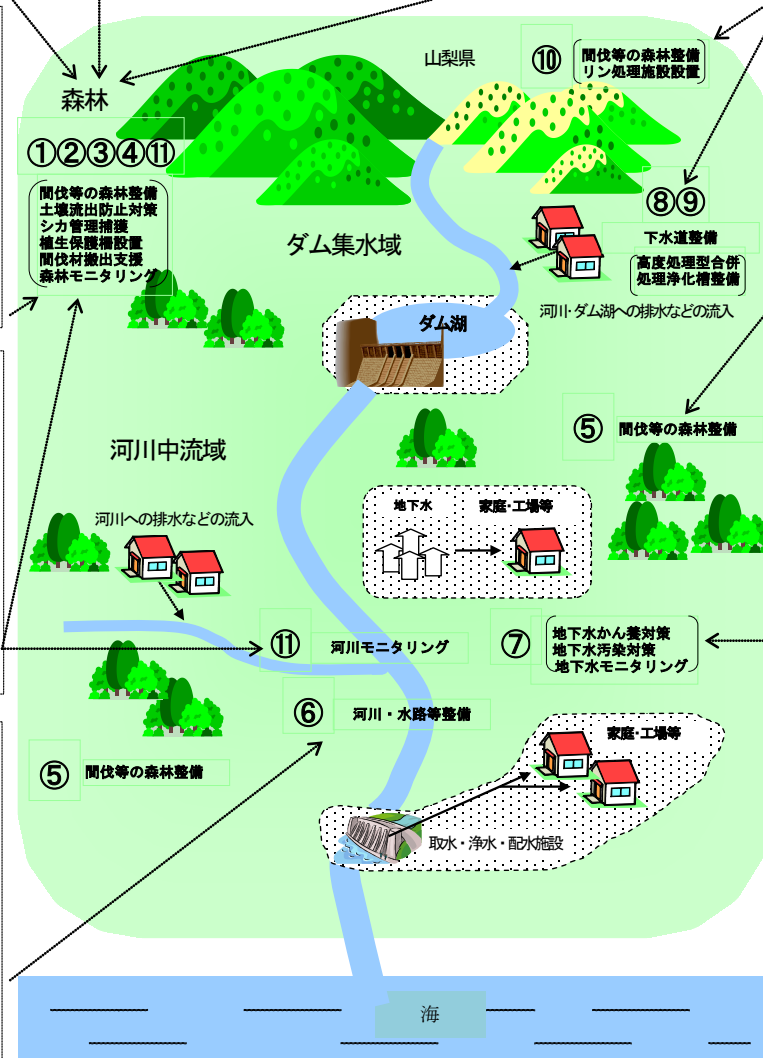 山梨県
⑩
間伐等の森林整備
リン処理施設設置
森林
①②③④⑪
間伐等の森林整備
土壌流出防止対策
シカ管理捕獲
植生保護柵設置
間伐材搬出支援
森林モニタリング
⑧⑨
下水道整備
高度処理型合併
処理浄化槽整備
ダム集水域
河川・ダム湖への排水などの流入
ダム湖
⑤
間伐等の森林整備
河川中流域
地下水
家庭・工場等
河川への排水などの流入
⑪
河川モニタリング
⑦
地下水かん養対策
地下水汚染対策
地下水モニタリング
⑥
河川・水路等整備
家庭・工場等
⑤
間伐等の森林整備
取水・浄水・配水施設
海